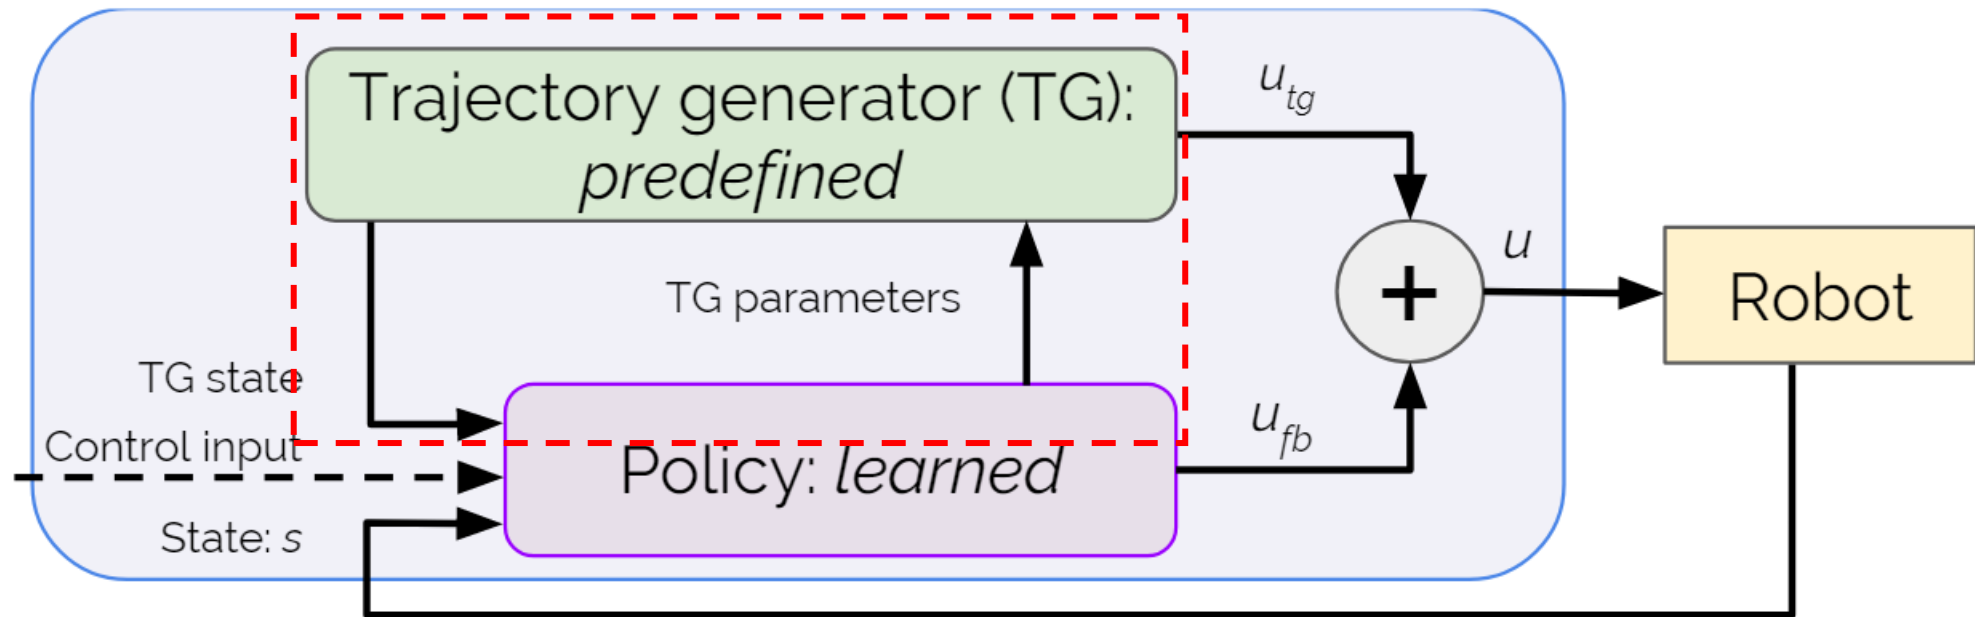 Trajectory generator (TG):
predefined
u_tg
+
u
Robot
TG parameters
TG state
Control input
State: s
Policy: learned
u_fb